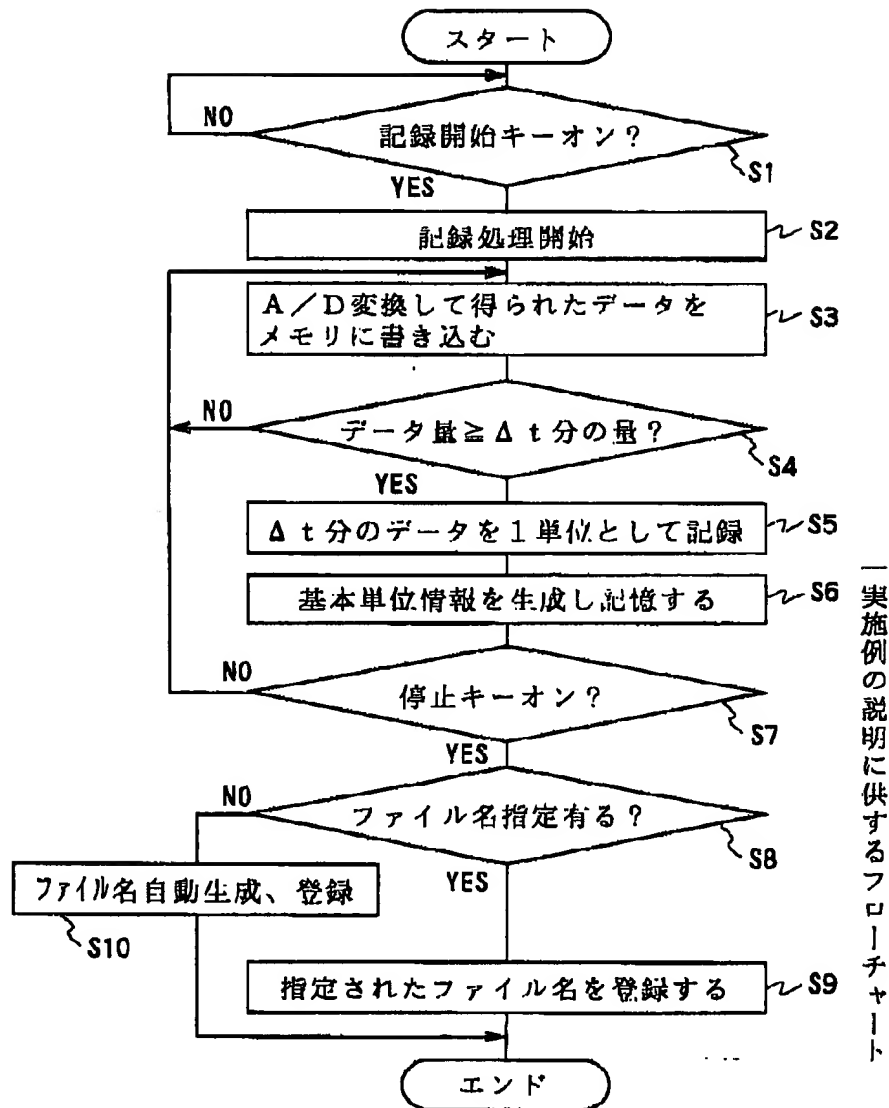 スタート
NO
記録開始キーオン?
S1
YES
記録処理開始
S2
A/D変換して得られたデータを
メモリに書き込む
S3
NO
データ量≧Δt分の量?
S4
YES
Δt分のデータを1単位として記録
S5
基本単位情報を生成し記憶する
S6
NO
停止キーオン?
S7
YES
NO
ファイル名指定有る?
S8
YES
ファイル名自動生成、登録
S10
指定されたファイル名を登録する
S9
エンド
一実施例の説明に供するフローチャート